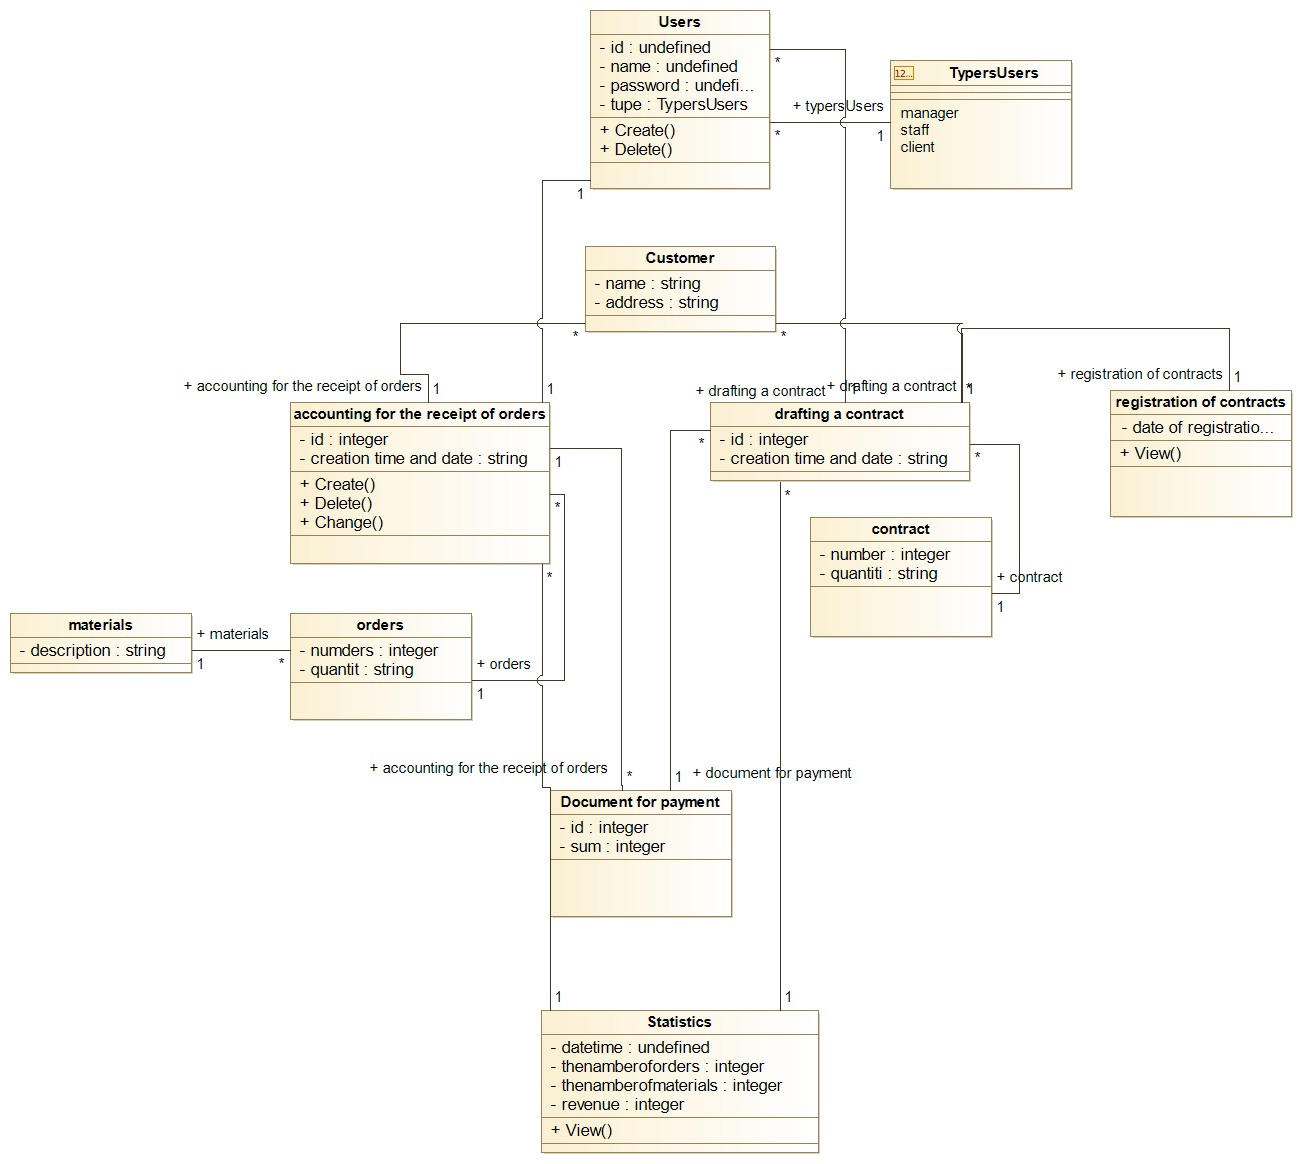 Users
- id : undefined
- name : undefined
- password : undefi...
- tupe : TypersUsers
+ Create()
+ Delete()
*
+ typersUsers
*
1
12...
TypersUsers
manager
staff
client
1
Customer
- name : string
- address : string
*
*
+ accounting for the receipt of orders
1
1
+ drafting a contract
1
+ drafting a contract
*
1
+ registration of contracts
1
accounting for the receipt of orders
- id : integer
- creation time and date : string
+ Create()
+ Delete()
+ Change()
1
*
*
drafting a contract
- id : integer
- creation time and date : string
*
*
*
registration of contracts
- date of registratio...
+ View()
contract
- number : integer
- quantiti : string
+ contract
1
materials
- description : string
+ materials
1
*
orders
- numders : integer
- quantit : string
+ orders
1
+ accounting for the receipt of orders
*
1
+ document for payment
Document for payment
- id : integer
- sum : integer
1
1
Statistics
- datetime : undefined
- thenamberoforders : integer
- thenamberofmaterials : integer
- revenue : integer
+ View()